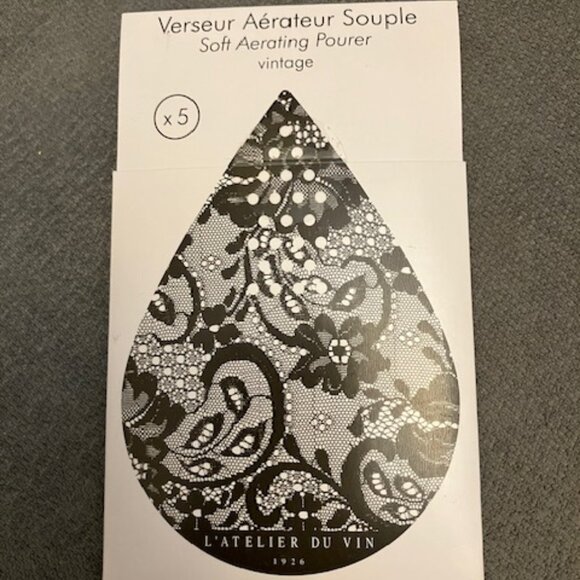 Verseur Aérateur Souple
Soft Aerating Pourer
vintage
x 5
L'ATELIER DU VIN
1926